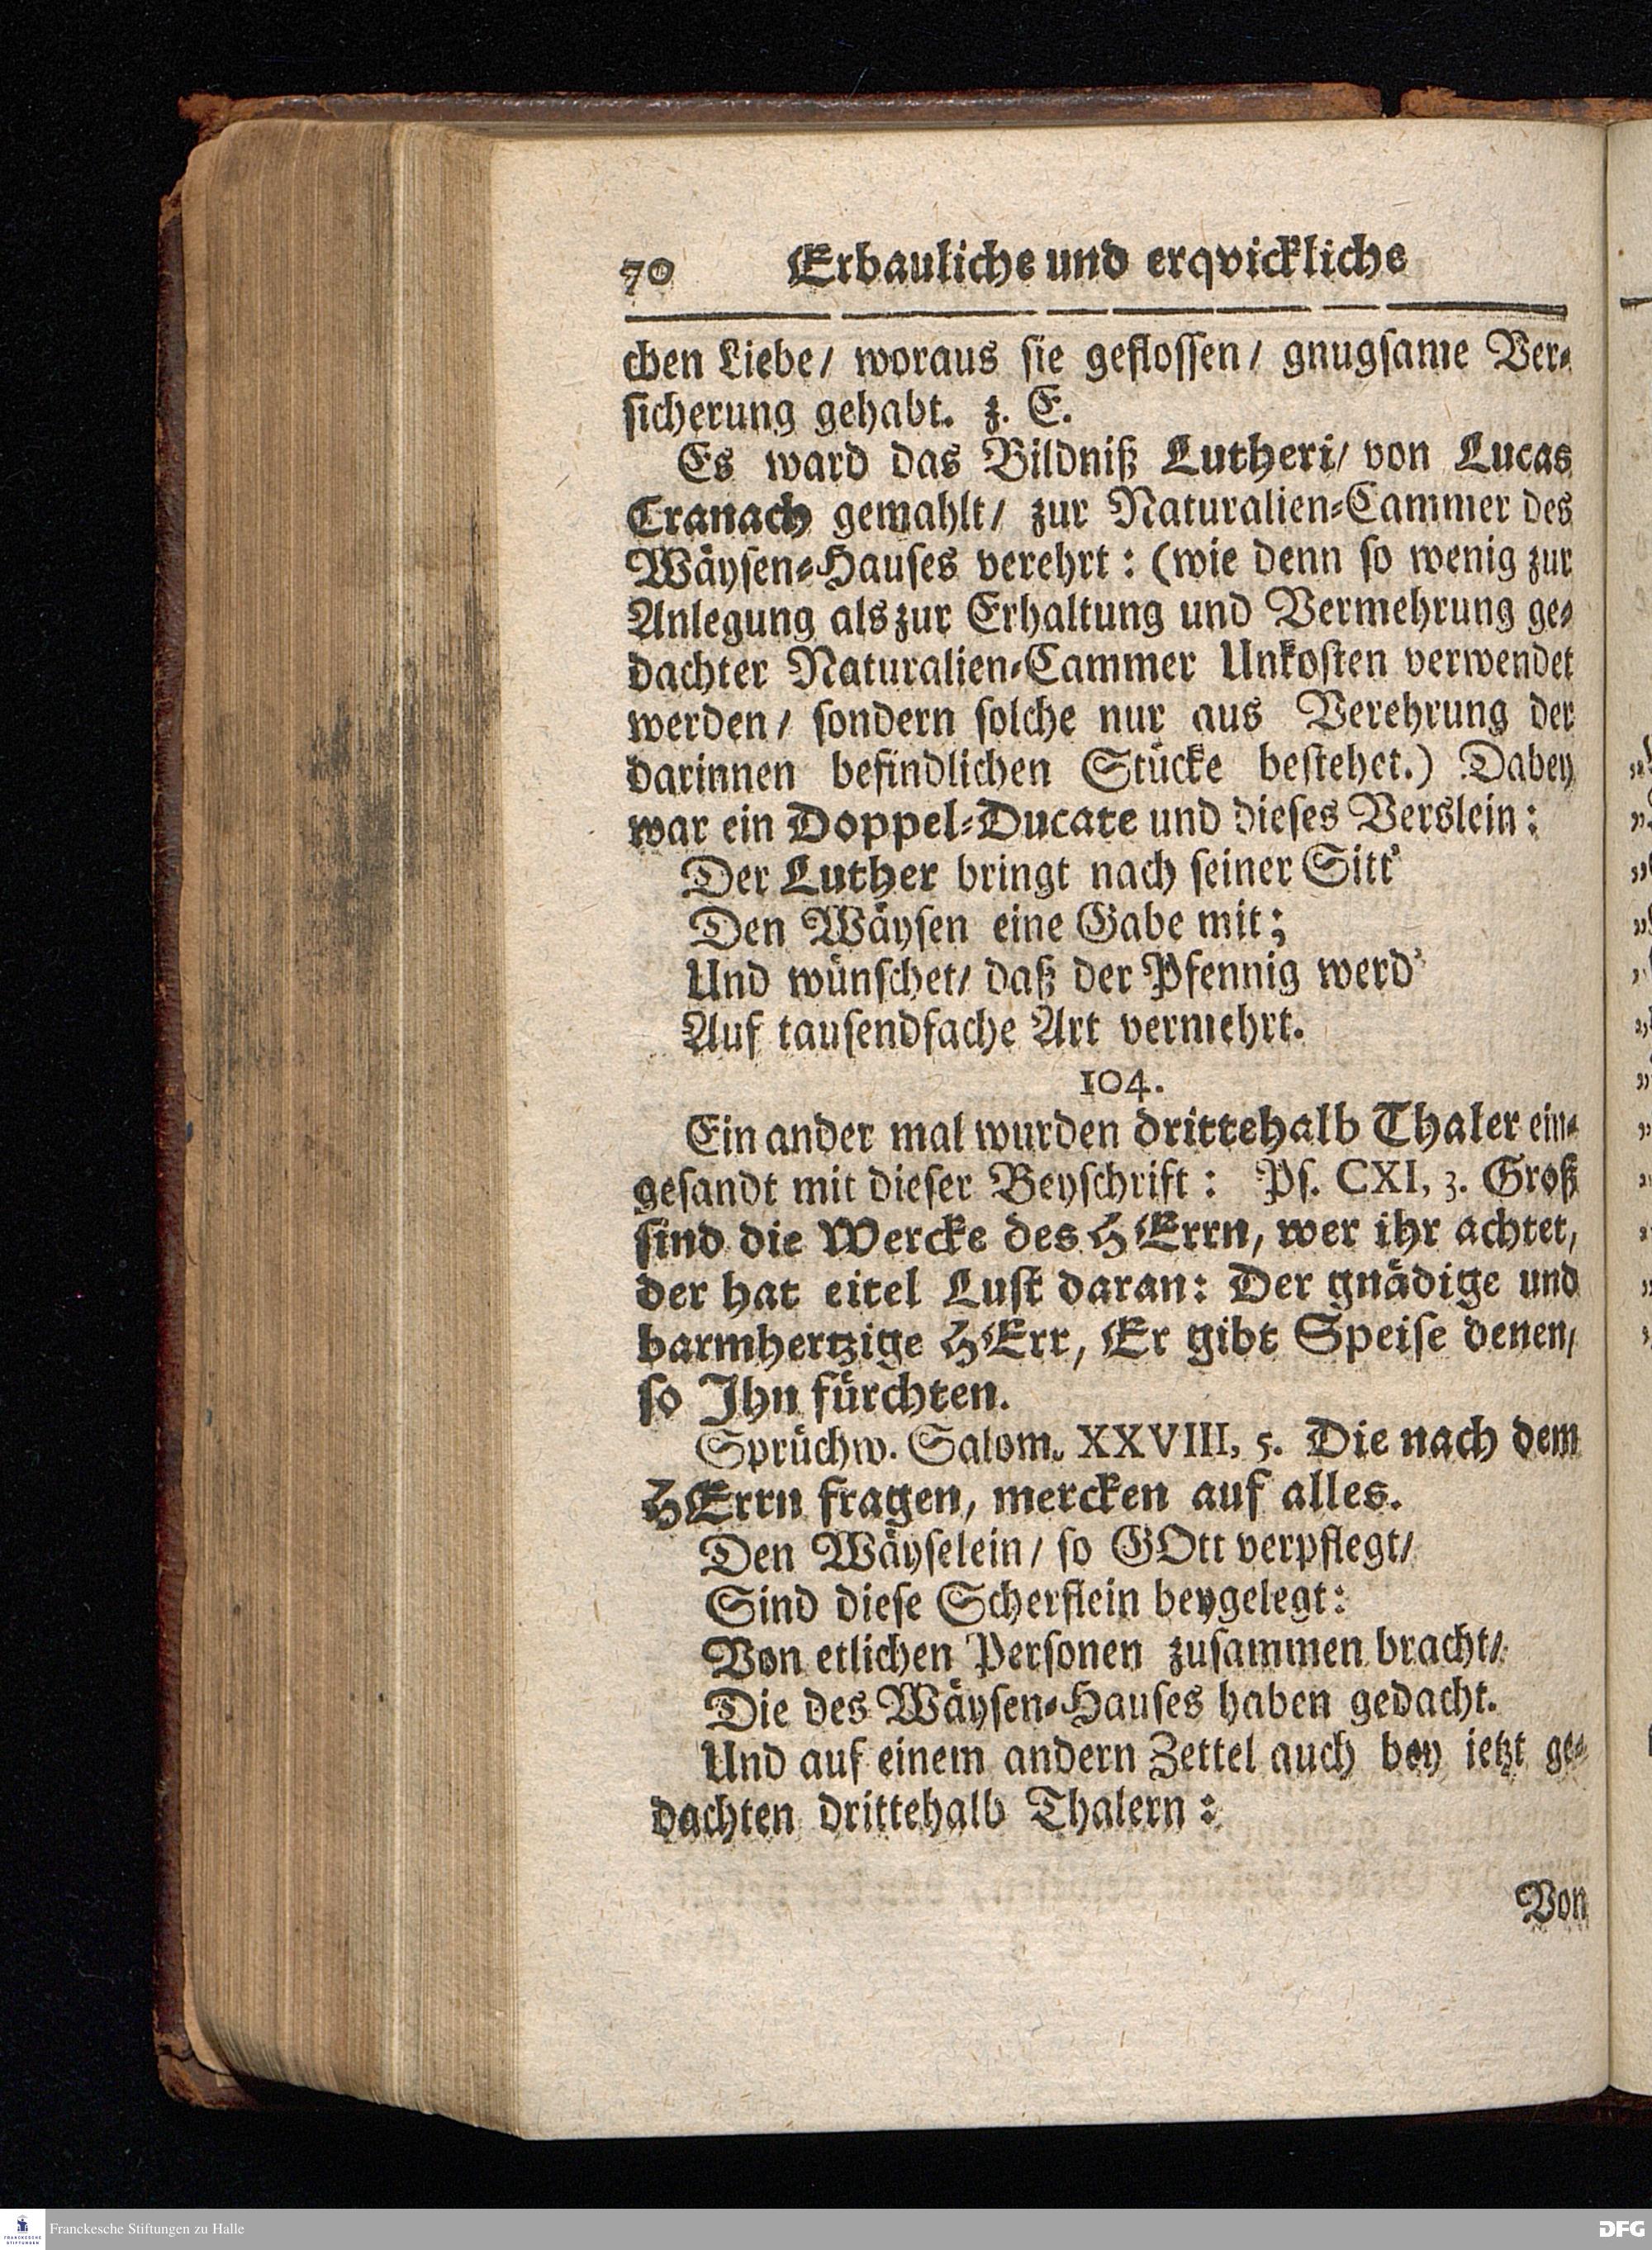 70 Erbauliche und erqvickliche
chen Liebe/ woraus sie geflossen/ gnugsame Ver-
sicherung gehabt. z. E.
Es ward das Bildniß Lutheri/ von Lucas
Cranach gemahlt/ zur Naturalien-Cammer des
Wäysen-Hauses verehrt: (wie denn so wenig zur
Anlegung als zur Erhaltung und Vermehrung ge-
dachter Naturalien-Cammer Unkosten verwendet
werden/ sondern solche nur aus Verehrung der
darinnen befindlichen Stücke bestehet.) Dabey
war ein Doppel-Ducate und dieses Verslein:
Der Luther bringt nach seiner Sitt'
Den Wäysen eine Gabe mit;
Und wünschet/ daß der Pfennig werd'
Auf tausendfache Art vermehrt.
104.
Ein ander mal wurden drittehalb Thaler ein-
gesandt mit dieser Beyschrift: Ps. CXI, 3. Groß
sind die Wercke des HErrn, wer ihr achtet,
der hat eitel Lust daran: Der gnädige und
barmhertzige HErr, Er gibt Speise denen/
so Ihn fürchten.
Sprüchw. Salom. XXVIII, 5. Die nach dem
HErrn fragen, mercken auf alles.
Den Wäyselein/ so GOtt verpflegt/
Sind diese Scherflein beygelegt:
Von etlichen Personen zusammen bracht/
Die des Wäysen-Hauses haben gedacht.
Und auf einem andern Zettel auch bey ietzt ge-
dachten drittehalb Thalern:
Von
Franckesche Stiftungen zu Halle
DFG